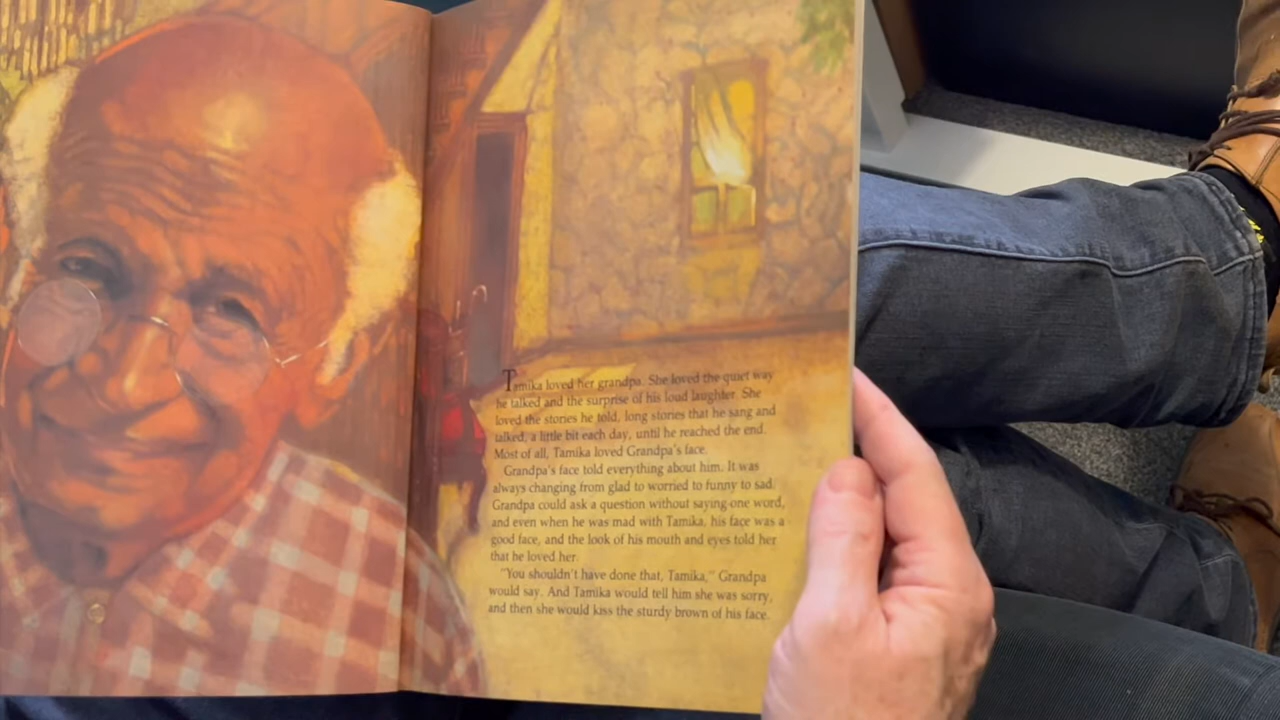 Tamika loved her grandpa. She loved the quiet way
he talked and the surprise of his loud laughter. She
loved the stories he told, long stories that he sang and
talked, a little bit each day, until he reached the end.
Most of all, Tamika loved Grandpa's face.
Grandpa's face told everything about him. It was
always changing from glad to worried to funny to sad.
Grandpa could ask a question without saying one word,
and even when he was mad with Tamika, his face was a
good face, and the look of his mouth and eyes told her
that he loved her.
"You shouldn't have done that, Tamika," Grandpa
would say. And Tamika would tell him she was sorry,
and then she would kiss the sturdy brown of his face.